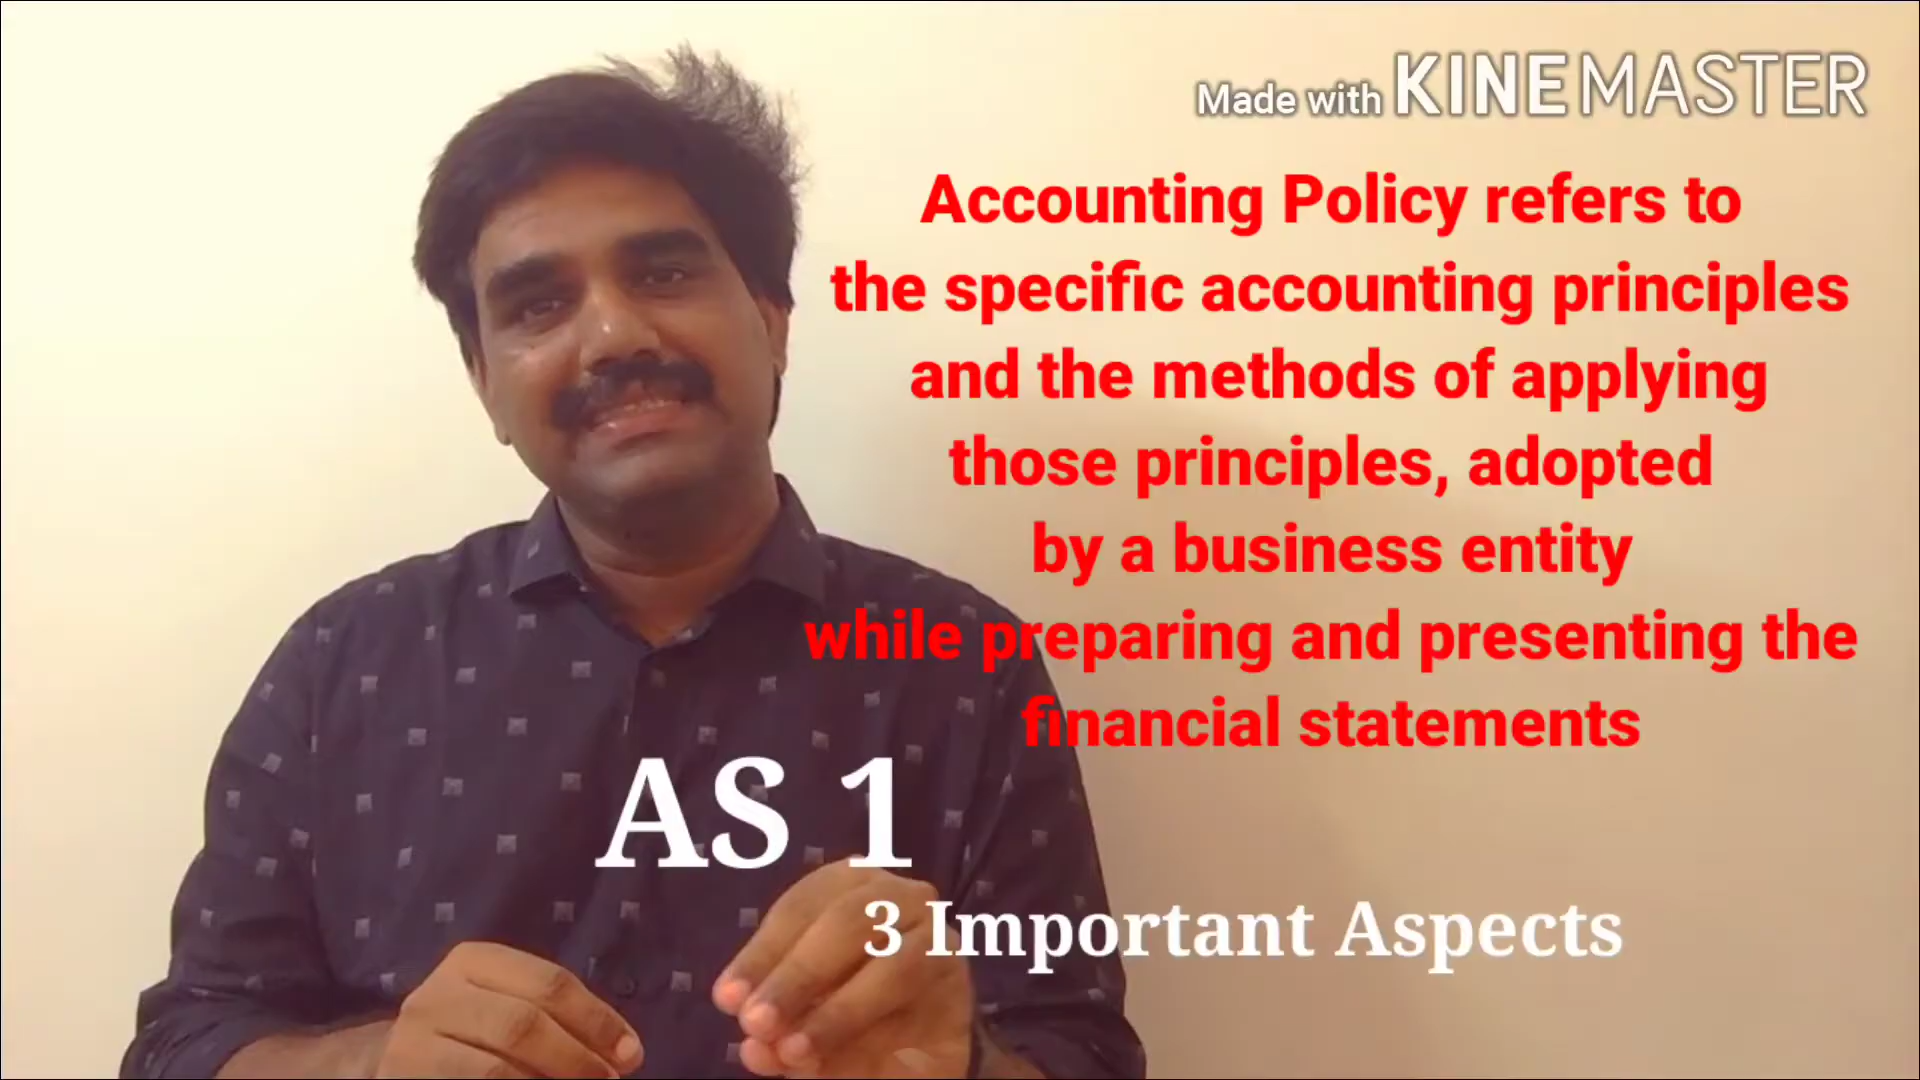 Made with KINEMASTER
Accounting Policy refers to
the specific accounting principles
and the methods of applying
those principles, adopted
by a business entity
while preparing and presenting the
financial statements
AS 1
3 Important Aspects